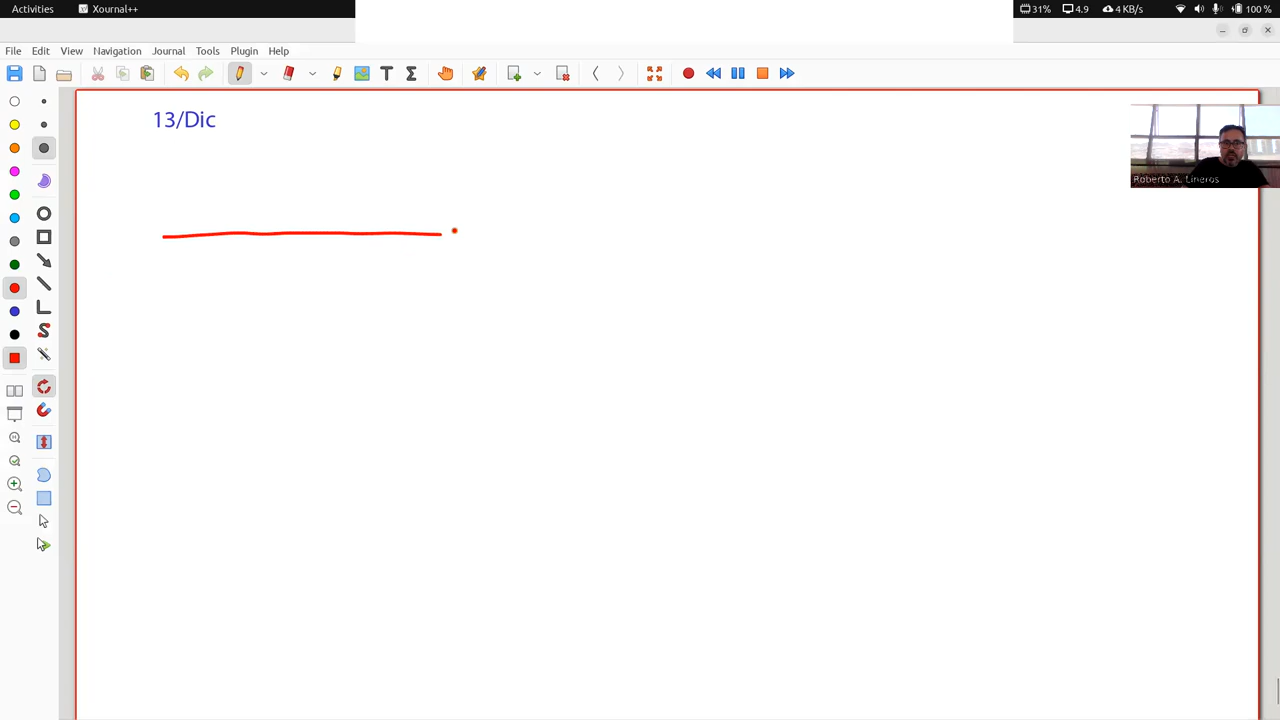 Activities Xournal++ 31% 4.9 4 KB/s 100 %
File Edit View Navigation Journal Tools Plugin Help
13/Dic
Roberto A. Lineros